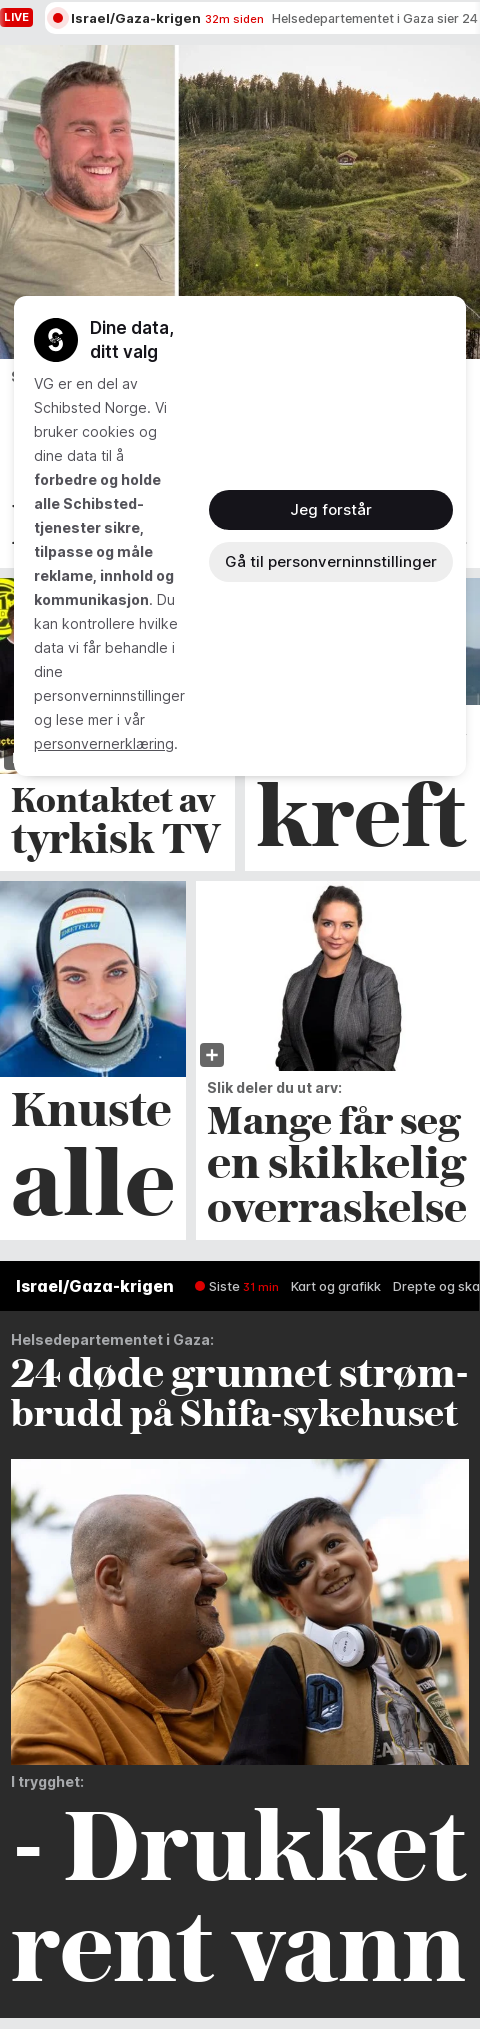 LIVE
Israel/Gaza-krigen 32m siden Helsedepartementet i Gaza sier 24
S
Dine data,
ditt valg
VG er en del av
Schibsted Norge. Vi
bruker cookies og
dine data til å
forbedre og holde
alle Schibsted-
tjenester sikre,
tilpasse og måle
reklame, innhold og
kommunikasjon. Du
kan kontrollere hvilke
data vi får behandle i
dine
personverninnstillinger
og lese mer i vår
personvernerklæring.
Jeg forstår
Gå til personverninnstillinger
Kontaktet av
tyrkisk TV
kreft
KONNERUD
IDRETTSLAG
Knuste
alle
Slik deler du ut arv:
Mange får seg
en skikkelig
overraskelse
Israel/Gaza-krigen Siste 31 min Kart og grafikk Drepte og ska
Helsedepartementet i Gaza:
24 døde grunnet strøm-
brudd på Shifa-sykehuset
I trygghet:
- Drukket
rent vann